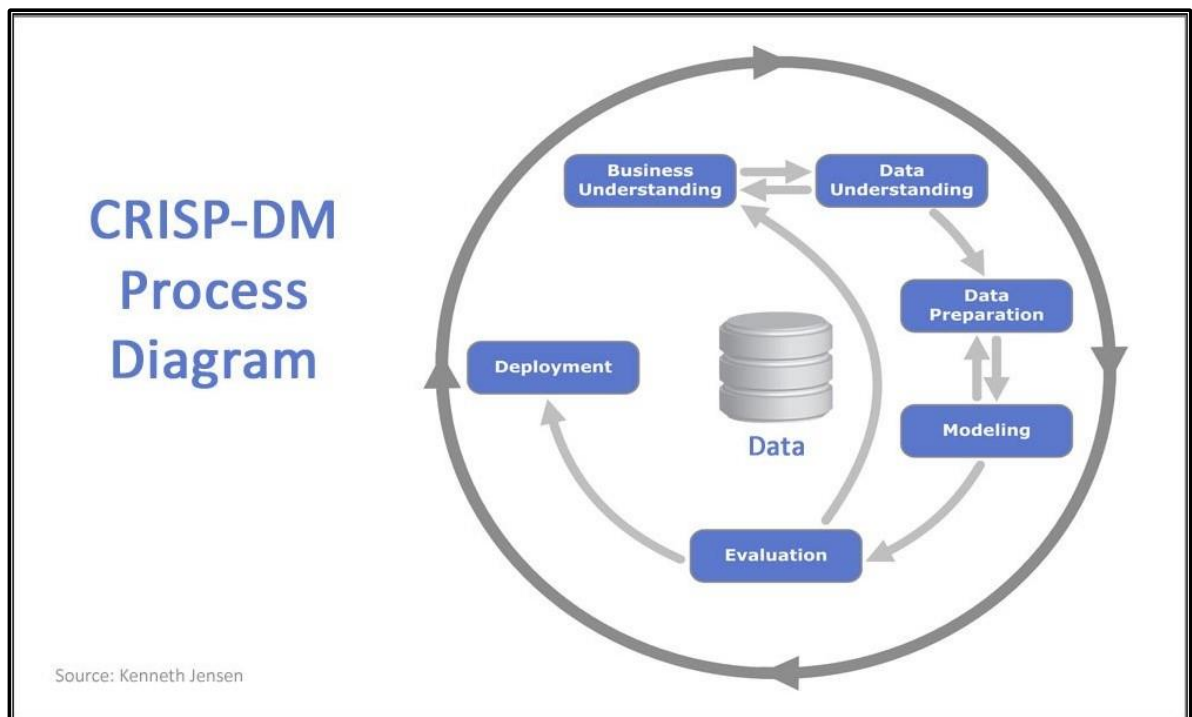 CRISP-DM
Process
Diagram
Business
Understanding
Data
Understanding
Data
Preparation
Modeling
Evaluation
Deployment
Data
Source: Kenneth Jensen